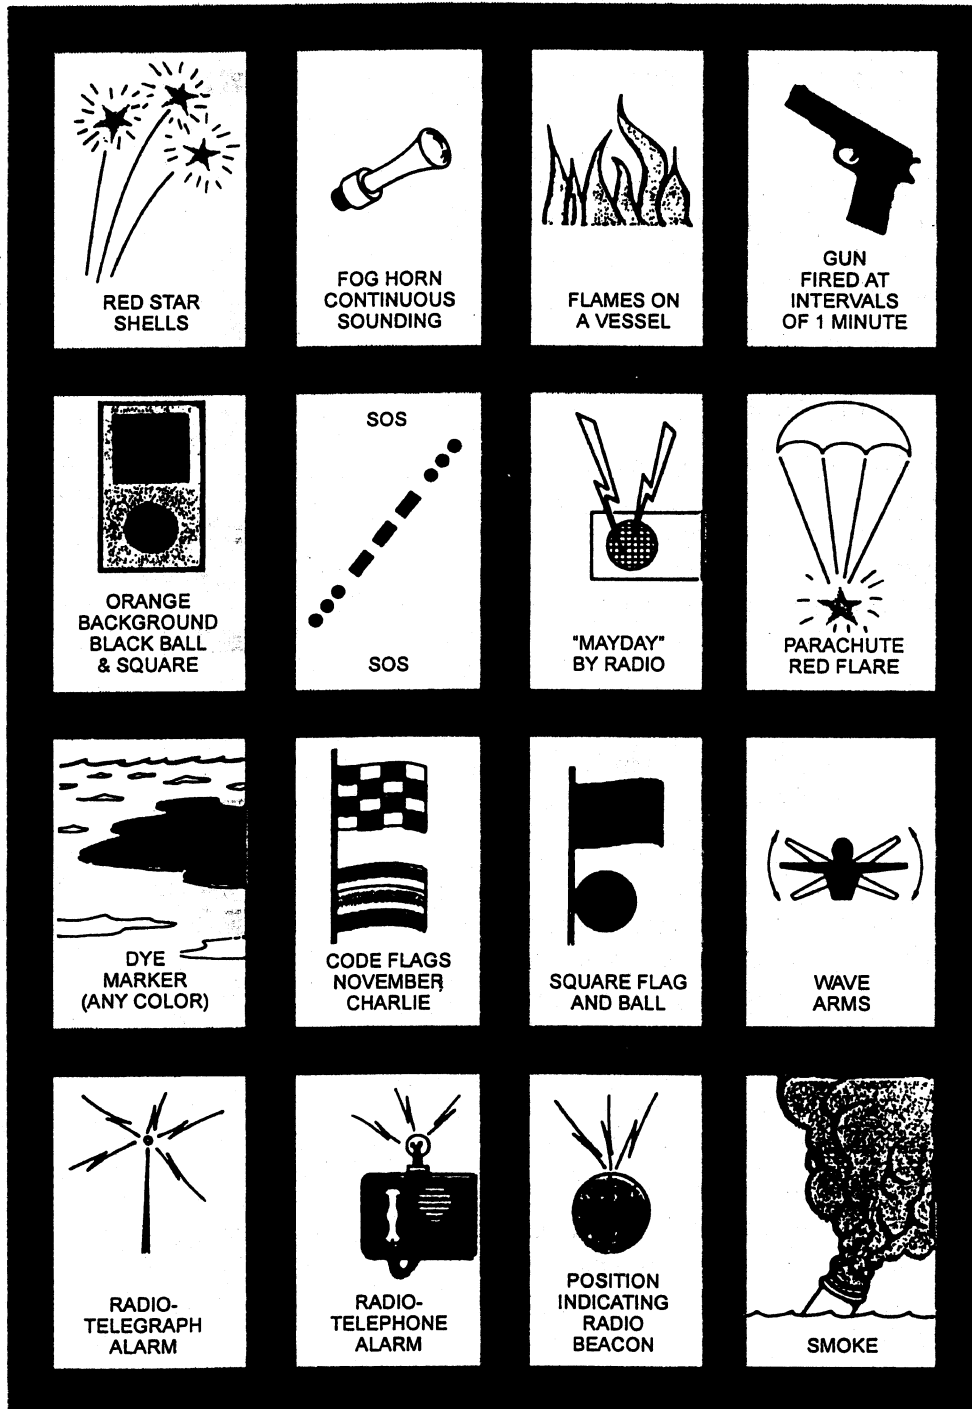 RED STAR
SHELLS
FOG HORN
CONTINUOUS
SOUNDING
FLAMES ON
A VESSEL
GUN
FIRED AT
INTERVALS
OF 1 MINUTE
ORANGE
BACKGROUND
BLACK BALL
& SQUARE
SOS
SOS
"MAYDAY"
BY RADIO
PARACHUTE
RED FLARE
DYE
MARKER
(ANY COLOR)
CODE FLAGS
NOVEMBER,
CHARLIE
SQUARE FLAG
AND BALL
WAVE
ARMS
RADIO-
TELEGRAPH
ALARM
RADIO-
TELEPHONE
ALARM
POSITION
INDICATING
RADIO
BEACON
SMOKE